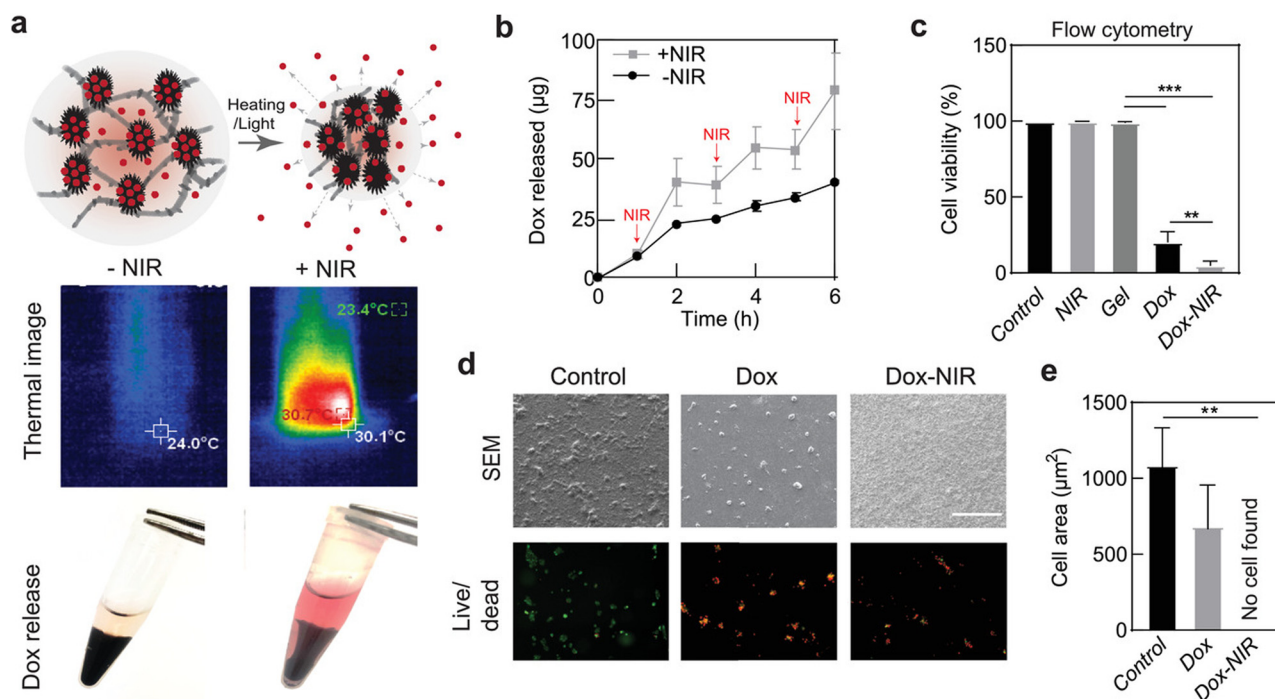 a
Heating
/Light
- NIR
+ NIR
Thermal image
24.0°C
23.4°C
30.7°C
30.1°C
Dox release
b
100
75
50
25
0
Dox released (µg)
+NIR
-NIR
NIR
NIR
NIR
0
2
4
6
Time (h)
c
Flow cytometry
150
100
50
0
Cell viability (%)
***
**
Control
NIR
Gel
Dox
Dox-NIR
d
Control
Dox
Dox-NIR
SEM
Live/
dead
e
1500
1000
500
0
Cell area (µm²)
**
No cell found
Control
Dox
Dox-NIR